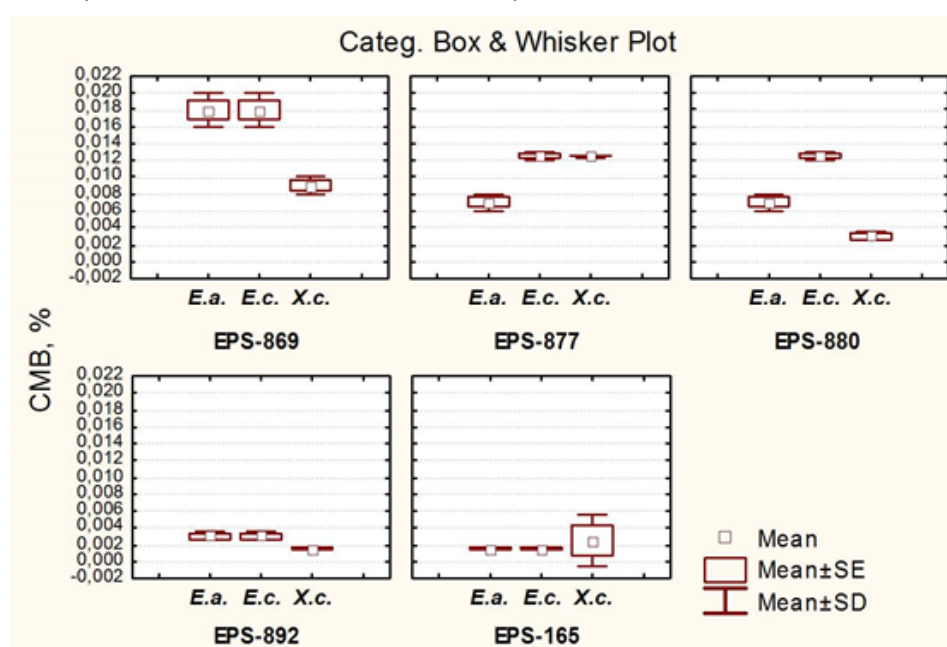 Categ. Box & Whisker Plot
CMB, %
0,022
0,020
0,018
0,016
0,014
0,012
0,010
0,008
0,006
0,004
0,002
0,000
-0,002
E.a. E.c. X.c.
EPS-869
E.a. E.c. X.c.
EPS-877
E.a. E.c. X.c.
EPS-880
0,022
0,020
0,018
0,016
0,014
0,012
0,010
0,008
0,006
0,004
0,002
0,000
-0,002
E.a. E.c. X.c.
EPS-892
E.a. E.c. X.c.
EPS-165
Mean
Mean±SE
Mean±SD